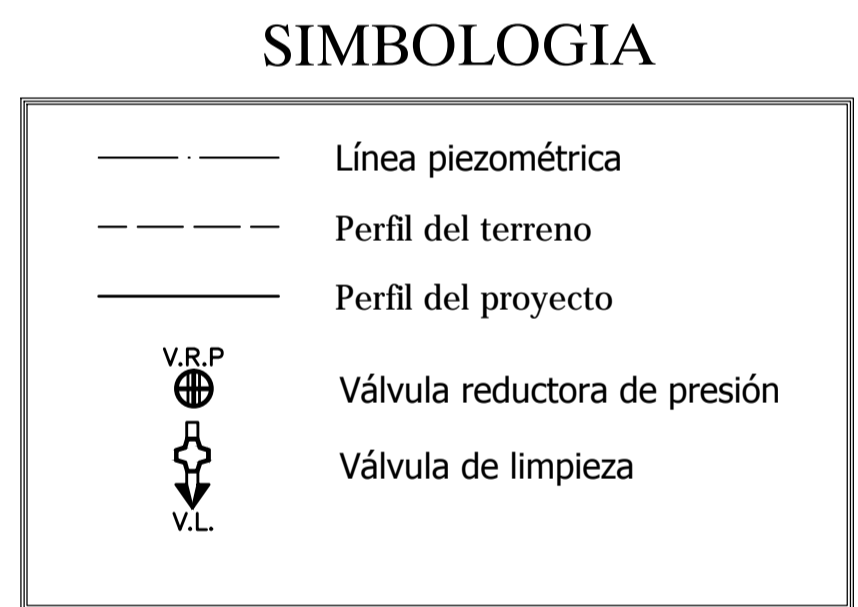 SIMBOLOGIA
Línea piezométrica
Perfil del terreno
Perfil del proyecto
V.R.P
Válvula reductora de presión
Válvula de limpieza
V.L.